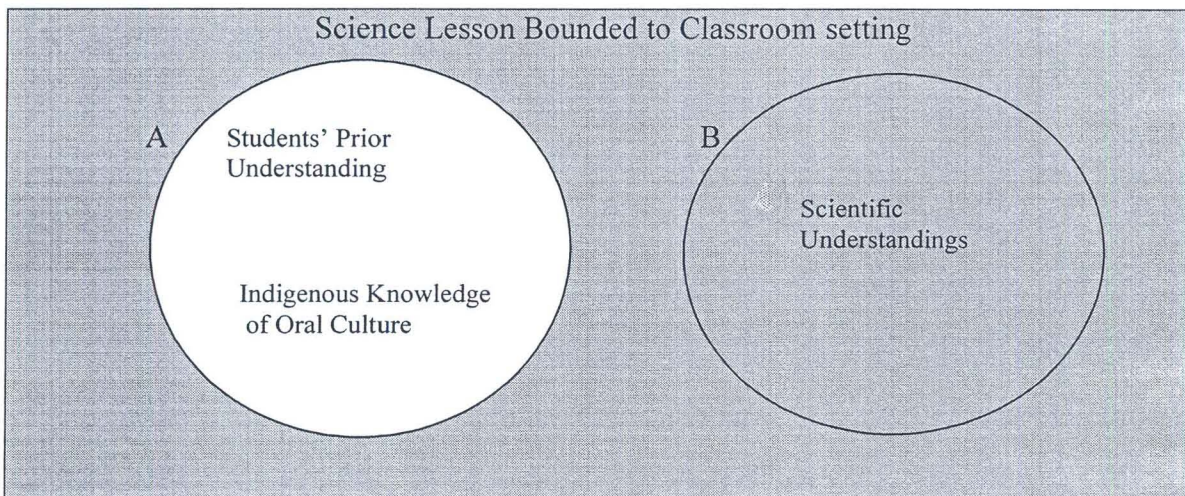 Science Lesson Bounded to Classroom setting
A
Students' Prior
Understanding
Indigenous Knowledge
of Oral Culture
B
Scientific
Understandings